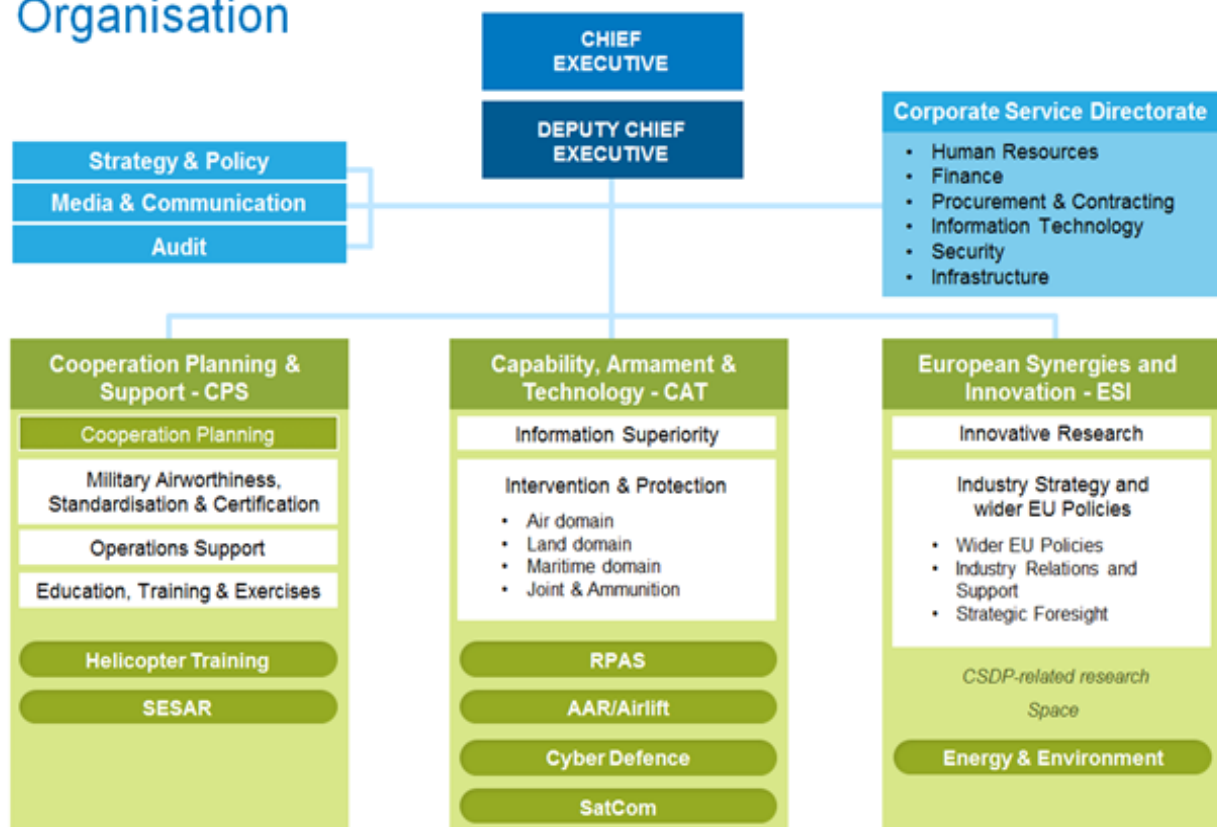 Organisation
CHIEF
EXECUTIVE
DEPUTY CHIEF
EXECUTIVE
Strategy & Policy
Media & Communication
Audit
Corporate Service Directorate
• Human Resources
• Finance
• Procurement & Contracting
• Information Technology
• Security
• Infrastructure
Cooperation Planning &
Support - CPS
Cooperation Planning
Military Airworthiness,
Standardisation & Certification
Operations Support
Education, Training & Exercises
Helicopter Training
SESAR
Capability, Armament &
Technology - CAT
Information Superiority
Intervention & Protection
• Air domain
• Land domain
• Maritime domain
• Joint & Ammunition
RPAS
AAR/Airlift
Cyber Defence
SatCom
European Synergies and
Innovation - ESI
Innovative Research
Industry Strategy and
wider EU Policies
• Wider EU Policies
• Industry Relations and
Support
• Strategic Foresight
CSDP-related research
Space
Energy & Environment